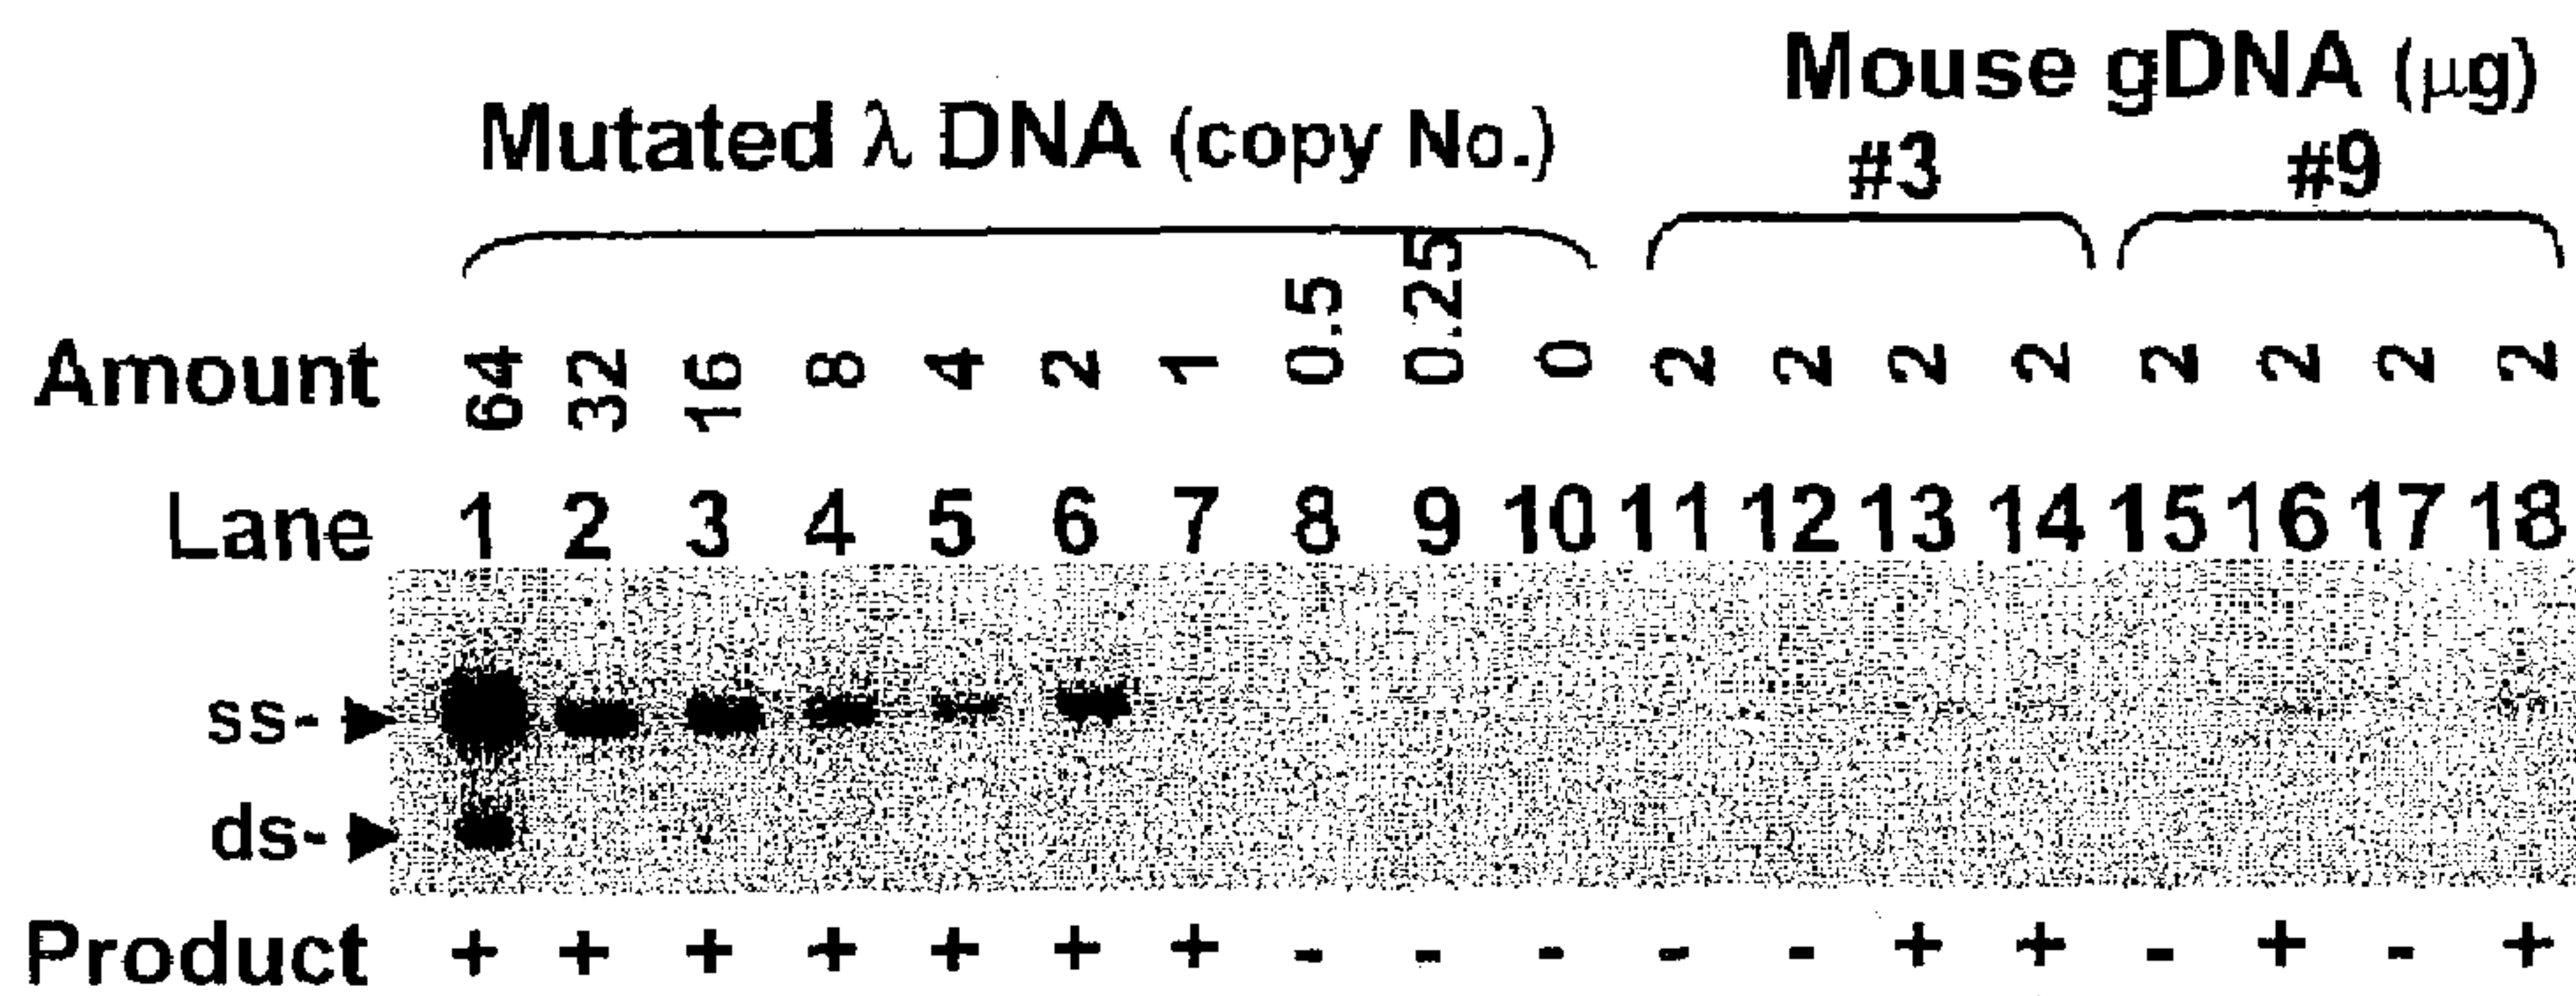 Mouse gDNA (μg)
Mutated λ DNA (copy No.)
#3 #9
Amount 64 32 16 8 4 2 1 0.5 0.25 0 2 2 2 2 2 2 2 2
Lane 1 2 3 4 5 6 7 8 9 10 11 12 13 14 15 16 17 18
ss-
ds-
Product + + + + + + + - - - - - + + - + - +